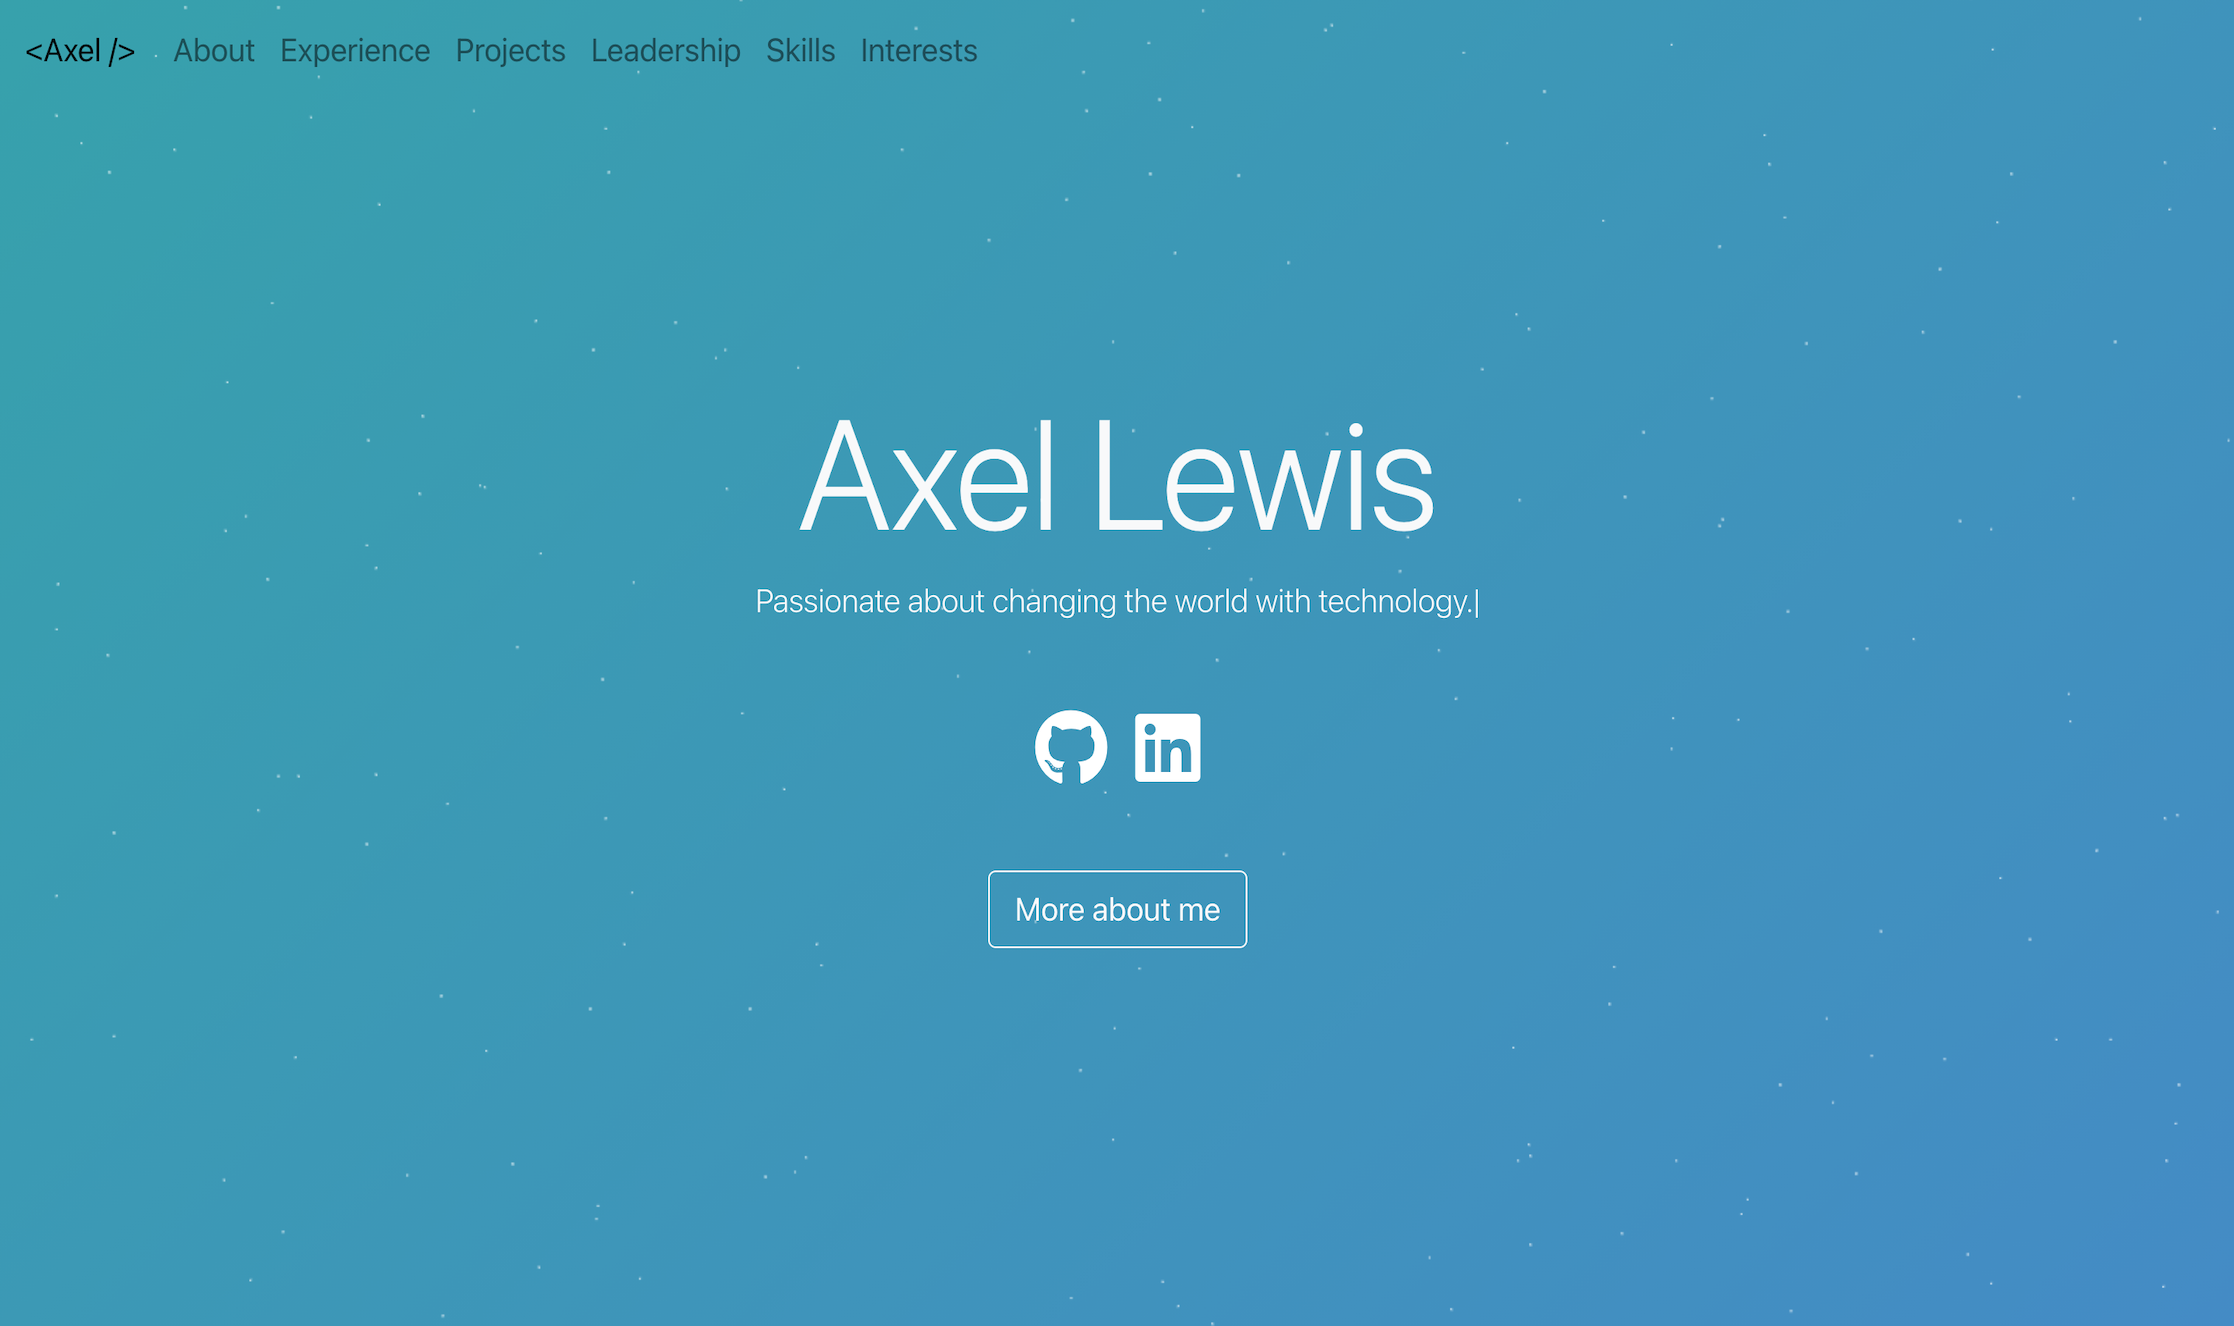 <Axel /> About Experience Projects Leadership Skills Interests
Axel Lewis
Passionate about changing the world with technology.|
in
More about me